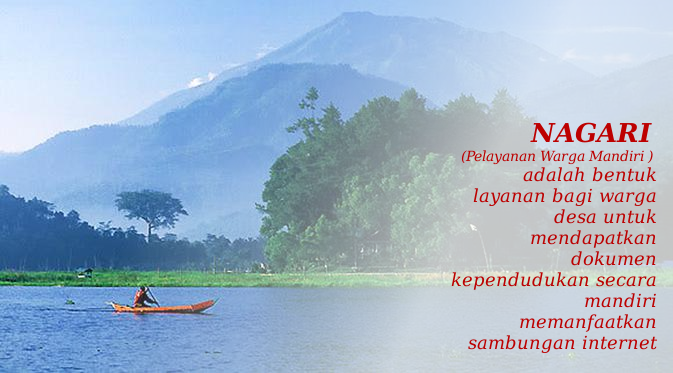 NAGARI
(Pelayanan Warga Mandiri )
adalah bentuk
layanan bagi warga
desa untuk
mendapatkan
dokumen
kependudukan secara
mandiri
memanfaatkan
sambungan internet